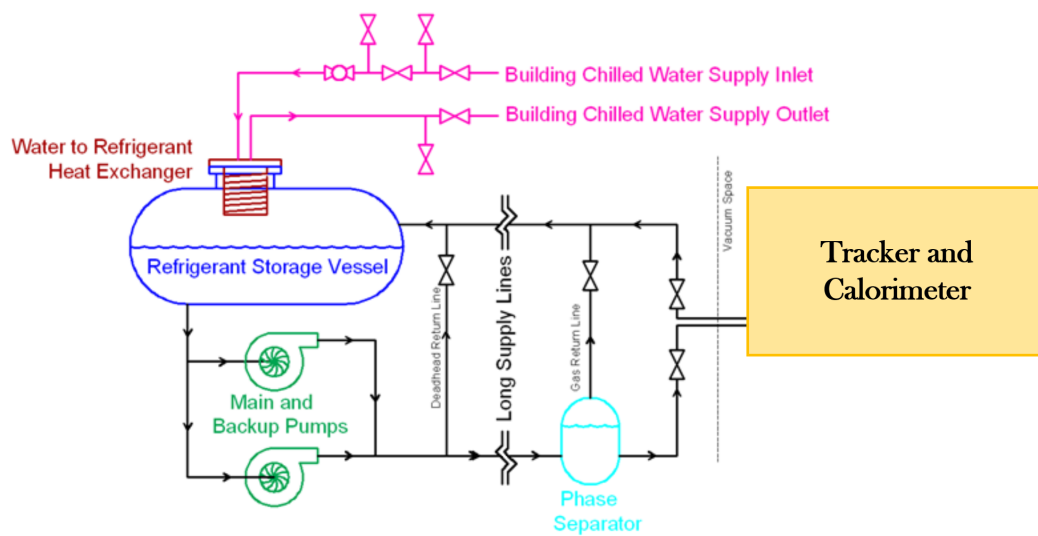 Building Chilled Water Supply Inlet
Building Chilled Water Supply Outlet
Water to Refrigerant
Heat Exchanger
Refrigerant Storage Vessel
Main and
Backup Pumps
Deadhead Return Line
Long Supply Lines
Gas Return Line
Phase
Separator
Vacuum Space
Tracker and
Calorimeter